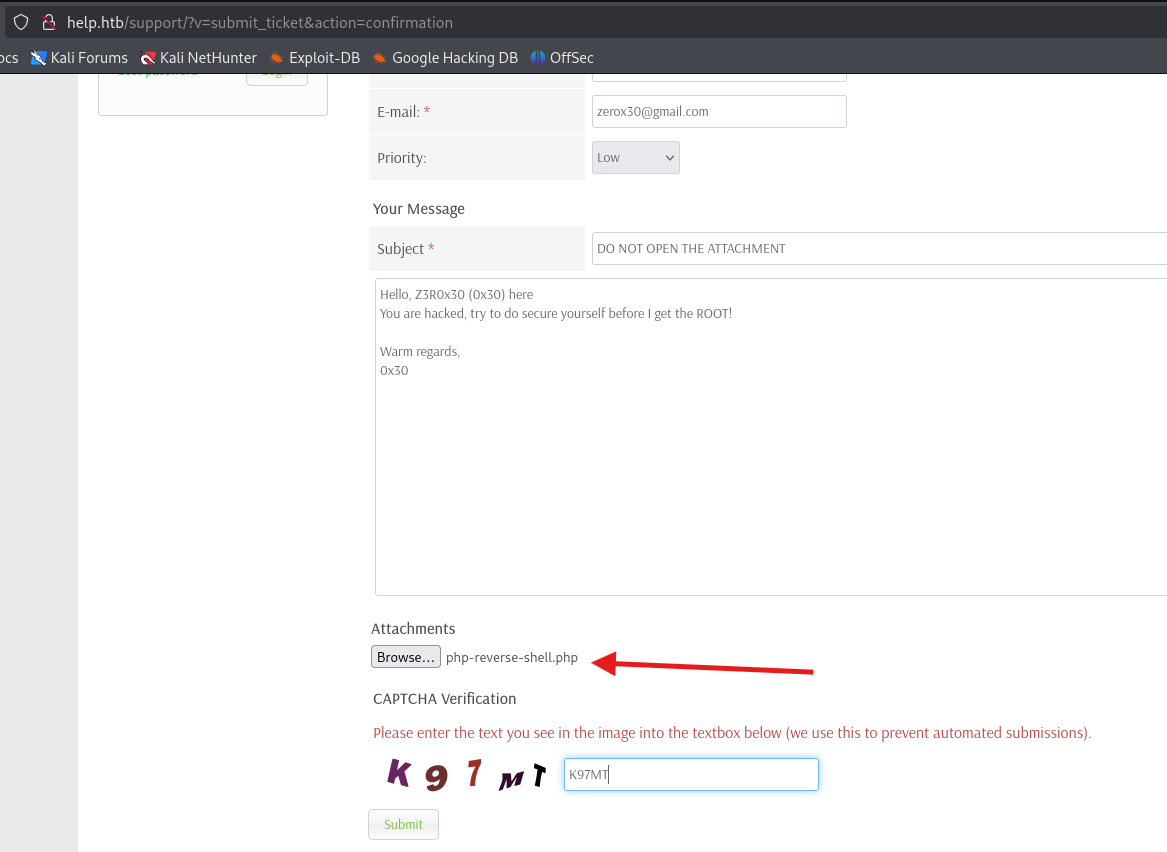 help.htb/support/?v=submit_ticket&action=confirmation
ocs Kali Forums Kali NetHunter Exploit-DB Google Hacking DB OffSec
Lost password Login
E-mail: * zerox30@gmail.com
Priority: Low
Your Message
Subject * DO NOT OPEN THE ATTACHMENT
Hello, Z3R0x30 (0x30) here
You are hacked, try to do secure yourself before I get the ROOT!
Warm regards,
0x30
Attachments
Browse... php-reverse-shell.php
CAPTCHA Verification
Please enter the text you see in the image into the textbox below (we use this to prevent automated submissions).
K 9 7 M T K97MT
Submit